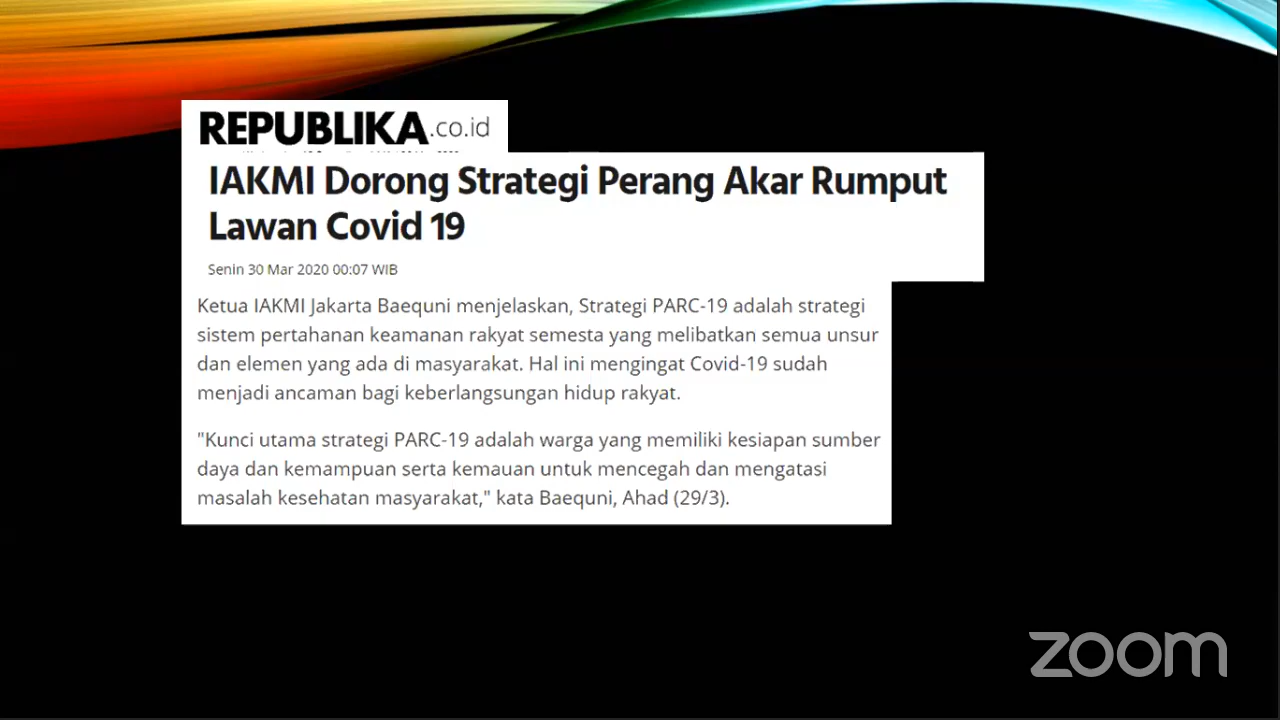 REPUBLIKA.co.id
IAKMI Dorong Strategi Perang Akar Rumput
Lawan Covid 19
Senin 30 Mar 2020 00:07 WIB
Ketua IAKMI Jakarta Baequni menjelaskan, Strategi PARC-19 adalah strategi
sistem pertahanan keamanan rakyat semesta yang melibatkan semua unsur
dan elemen yang ada di masyarakat. Hal ini mengingat Covid-19 sudah
menjadi ancaman bagi keberlangsungan hidup rakyat.
"Kunci utama strategi PARC-19 adalah warga yang memiliki kesiapan sumber
daya dan kemampuan serta kemauan untuk mencegah dan mengatasi
masalah kesehatan masyarakat," kata Baequni, Ahad (29/3).
zoom